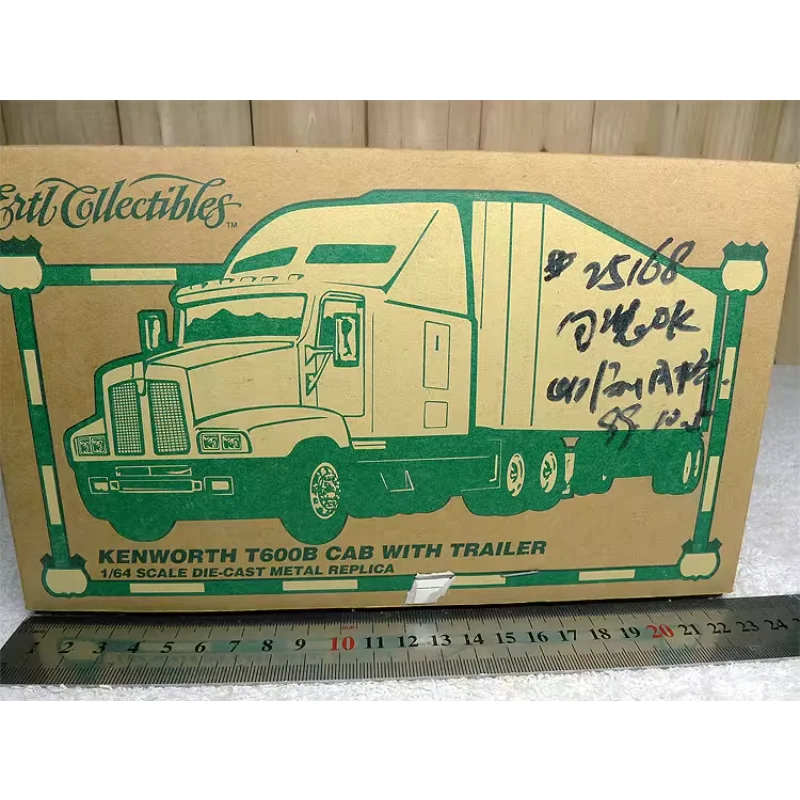 Ertl Collectibles™
# 25168
KENWORTH T600B CAB WITH TRAILER
1/64 SCALE DIE-CAST METAL REPLICA
1 2 3 4 5 6 7 8 9 10 11 12 13 14 15 16 17 18 19 20 21 22 23 24